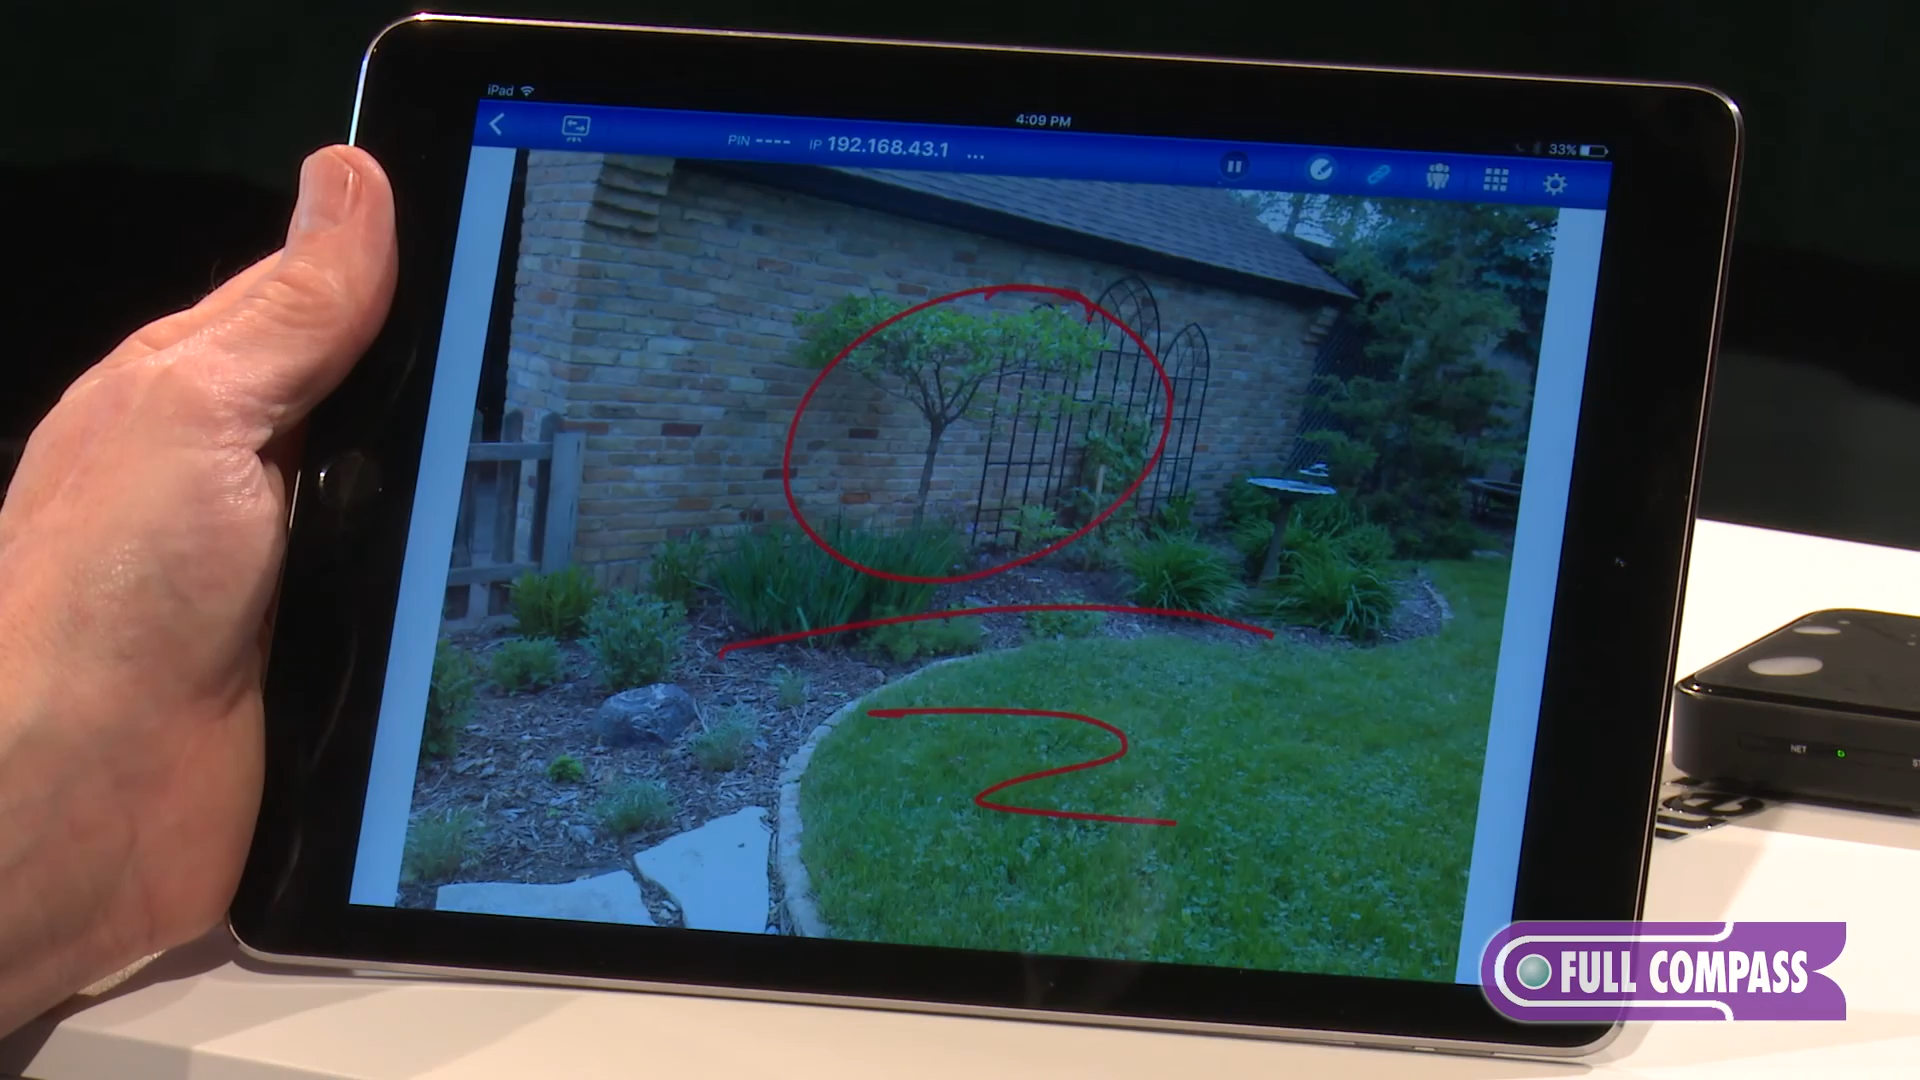 iPad
4:09 PM
33%
PIN ---- IP 192.168.43.1 ...
NET
FULL COMPASS